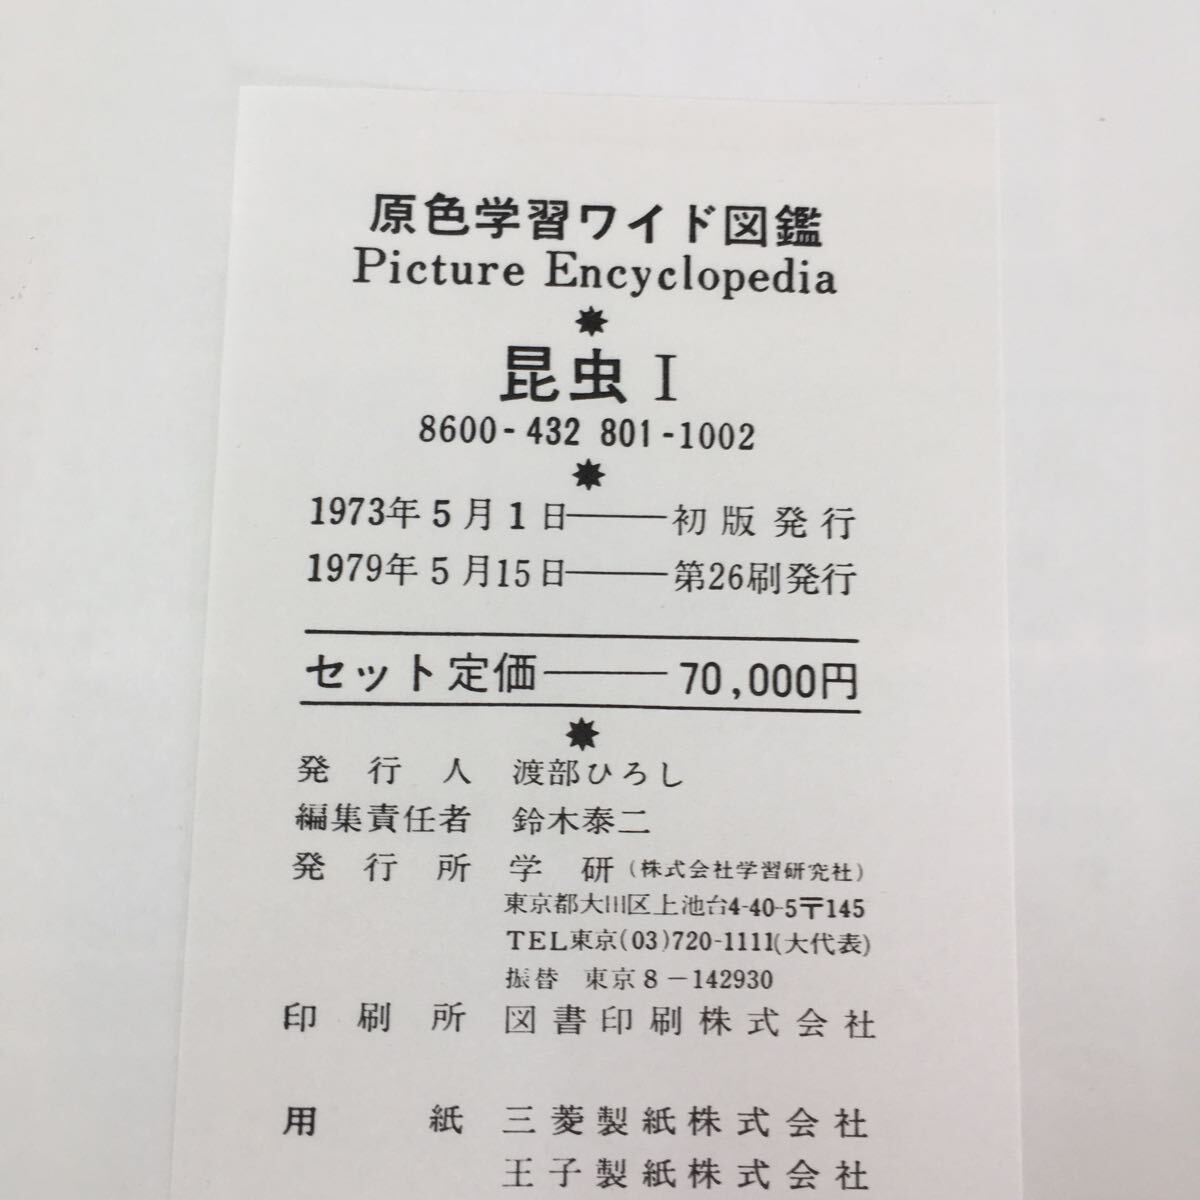 原色学習ワイド図鑑
Picture Encyclopedia
昆虫 I
8600-432 801-1002
1973年5月1日――初版発行
1979年5月15日――第26刷発行
セット定価――70,000円
発行人 渡部ひろし
編集責任者 鈴木泰二
発行所 学研(株式会社学習研究社)
東京都大田区上池台4-40-5〒145
TEL東京(03)720-1111(大代表)
振替 東京8-142930
印刷所 図書印刷株式会社
用紙 三菱製紙株式会社
王子製紙株式会社